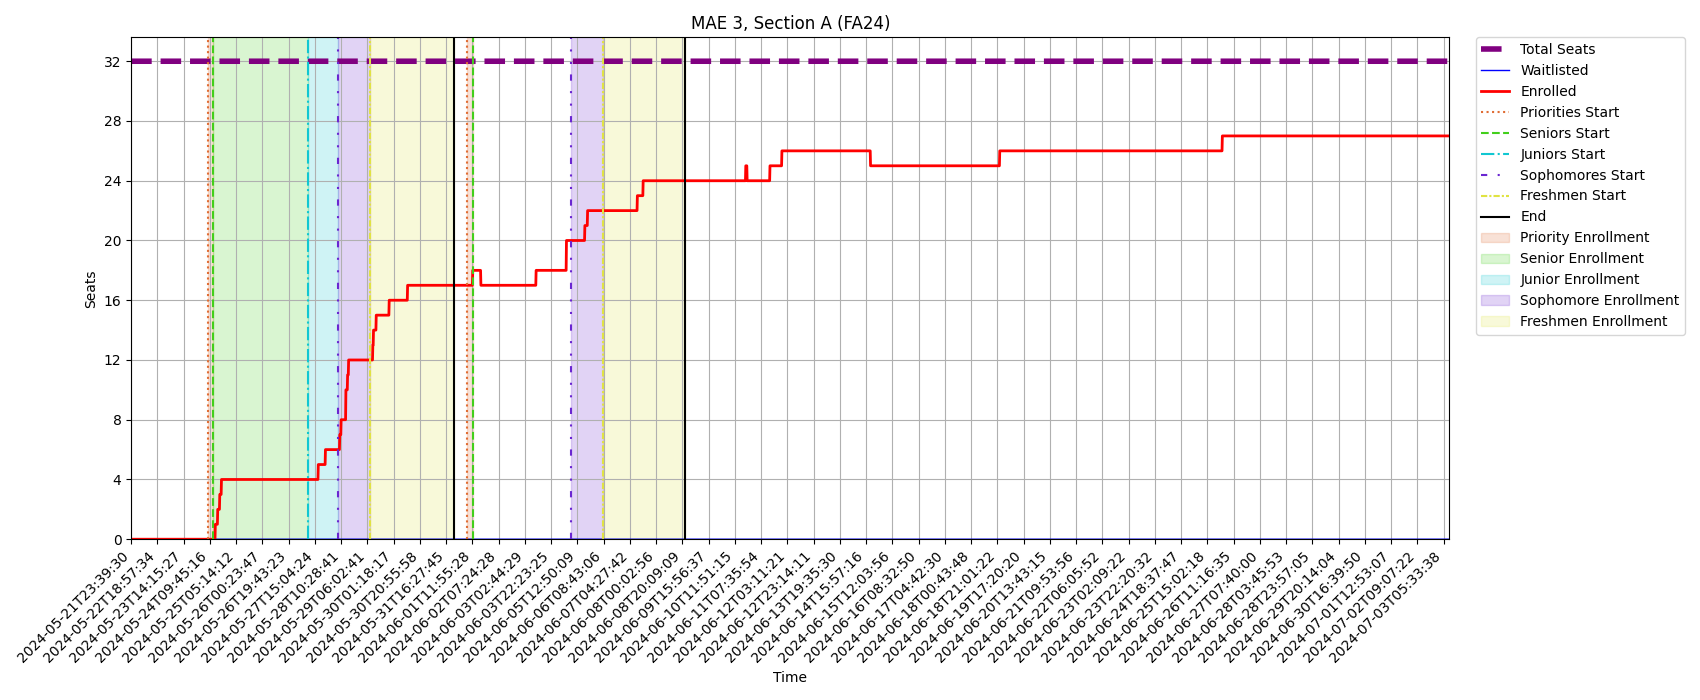 MAE 3, Section A (FA24)
Seats
32
28
24
20
16
12
8
4
0
2024-05-21T23:39:30
2024-05-22T18:57:34
2024-05-23T14:15:27
2024-05-24T09:45:16
2024-05-25T05:14:12
2024-05-26T00:23:47
2024-05-26T19:43:23
2024-05-27T15:04:24
2024-05-28T10:28:41
2024-05-29T06:02:41
2024-05-30T01:18:17
2024-05-30T20:55:58
2024-05-31T16:27:45
2024-06-01T11:55:28
2024-06-02T07:24:28
2024-06-03T02:44:29
2024-06-03T22:23:25
2024-06-05T12:50:09
2024-06-06T08:43:06
2024-06-07T04:27:42
2024-06-08T00:02:56
2024-06-08T20:09:09
2024-06-09T15:56:37
2024-06-10T11:51:15
2024-06-11T07:35:54
2024-06-12T03:11:21
2024-06-12T23:14:11
2024-06-13T19:35:30
2024-06-14T15:57:16
2024-06-15T12:03:56
2024-06-16T08:32:50
2024-06-17T04:42:30
2024-06-18T00:43:48
2024-06-18T21:01:22
2024-06-19T17:20:20
2024-06-20T13:43:15
2024-06-21T09:53:56
2024-06-22T06:05:52
2024-06-23T02:09:22
2024-06-23T22:20:32
2024-06-24T18:37:47
2024-06-25T15:02:18
2024-06-26T11:16:35
2024-06-27T07:40:00
2024-06-28T03:45:53
2024-06-28T23:57:05
2024-06-29T20:14:04
2024-06-30T16:39:50
2024-07-01T12:53:07
2024-07-02T09:07:22
2024-07-03T05:33:38
Time
Total Seats
Waitlisted
Enrolled
Priorities Start
Seniors Start
Juniors Start
Sophomores Start
Freshmen Start
End
Priority Enrollment
Senior Enrollment
Junior Enrollment
Sophomore Enrollment
Freshmen Enrollment